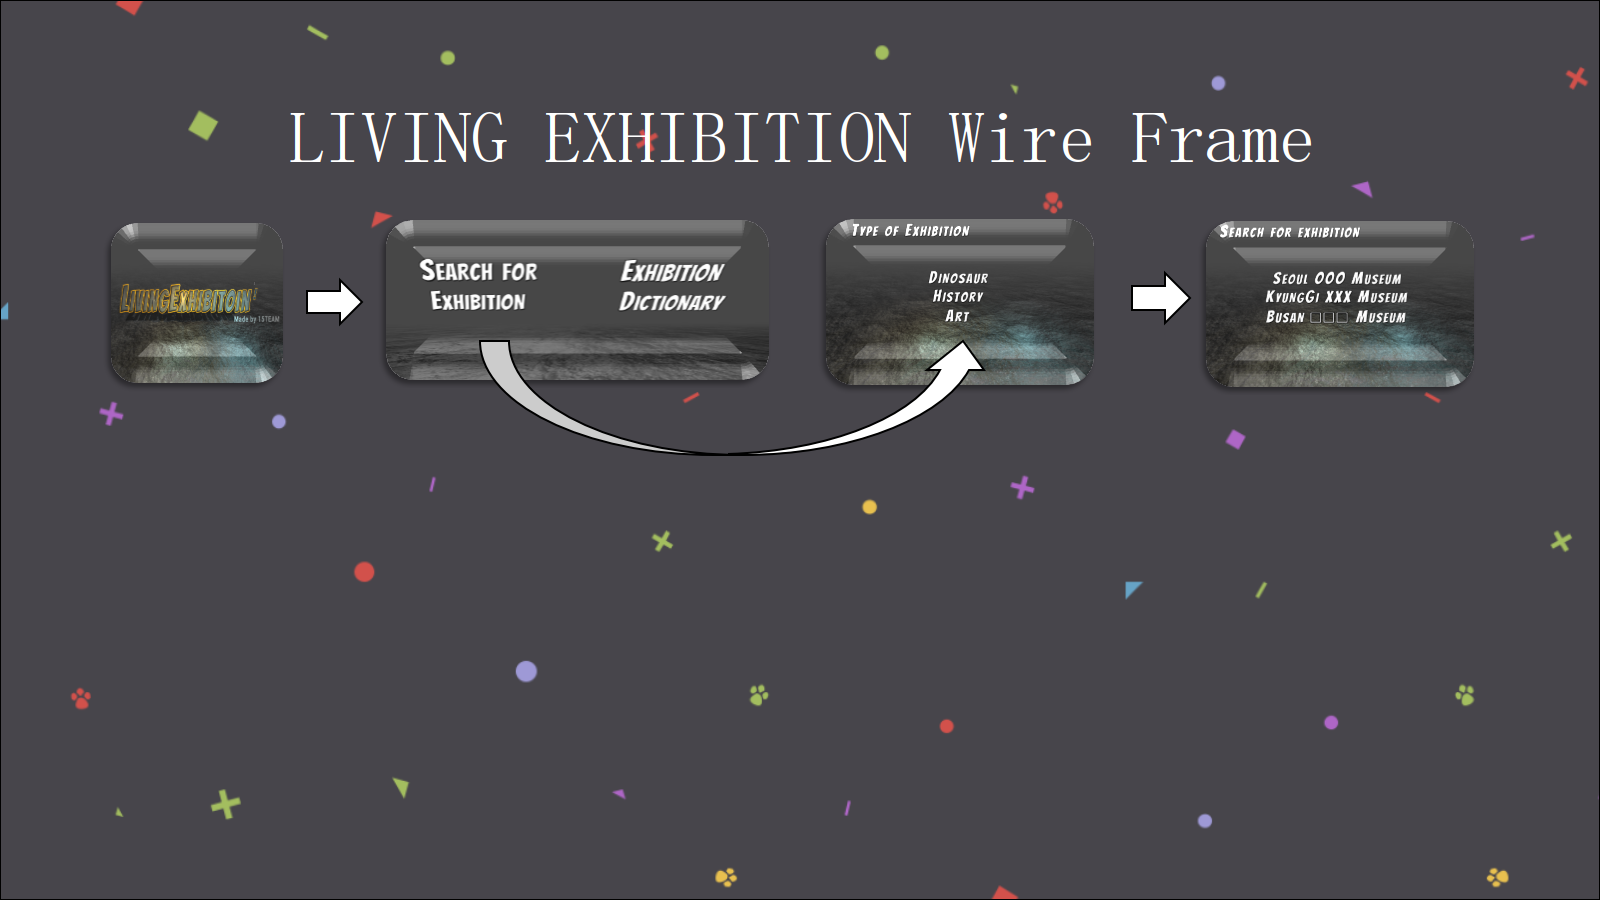 LIVING EXHIBITION Wire Frame
LivingExhibitoin
Made by 1STEAM
Search for
Exhibition
Exhibition
Dictionary
Type of Exhibition
Dinosaur
History
Art
Search for exhibition
Seoul OOO Museum
KyungGi XXX Museum
Busan □□□ Museum